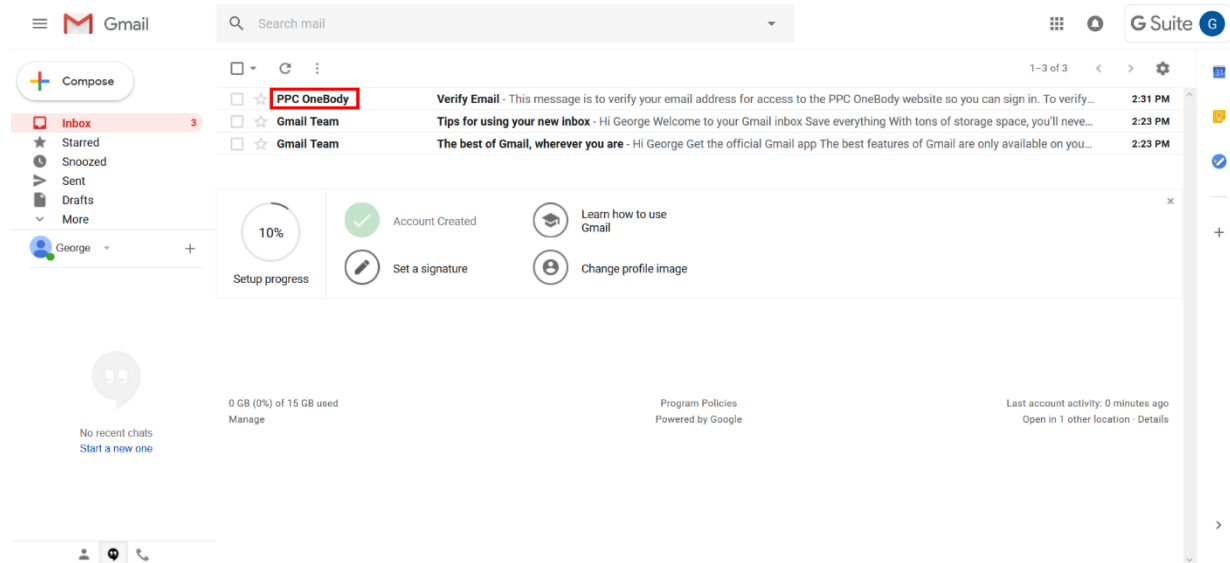 Gmail
Search mail
G Suite G
Compose
1–3 of 3
31
PPC OneBody Verify Email - This message is to verify your email address for access to the PPC OneBody website so you can sign in. To verify... 2:31 PM
Gmail Team Tips for using your new inbox - Hi George Welcome to your Gmail inbox Save everything With tons of storage space, you'll neve... 2:23 PM
Gmail Team The best of Gmail, wherever you are - Hi George Get the official Gmail app The best features of Gmail are only available on you... 2:23 PM
Inbox 3
Starred
Snoozed
Sent
Drafts
More
George
10%
Setup progress
Account Created
Learn how to use
Gmail
Set a signature
Change profile image
No recent chats
Start a new one
0 GB (0%) of 15 GB used
Manage
Program Policies
Powered by Google
Last account activity: 0 minutes ago
Open in 1 other location - Details